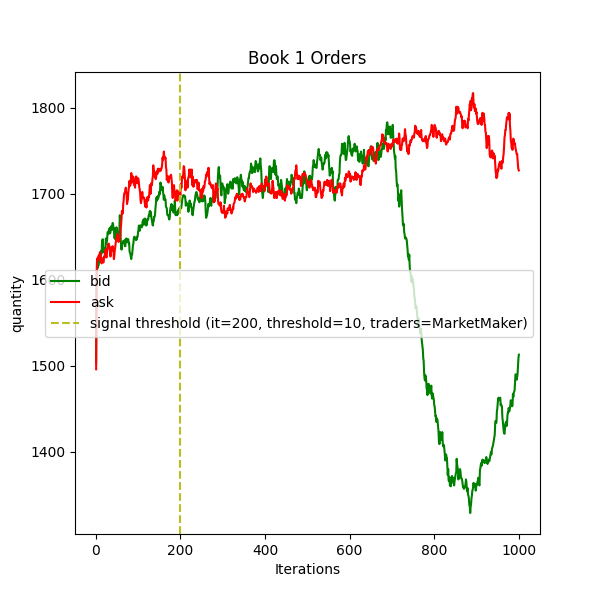 Book 1 Orders
1800
1700
1600
1500
1400
quantity
bid
ask
signal threshold (it=200, threshold=10, traders=MarketMaker)
0 200 400 600 800 1000
Iterations